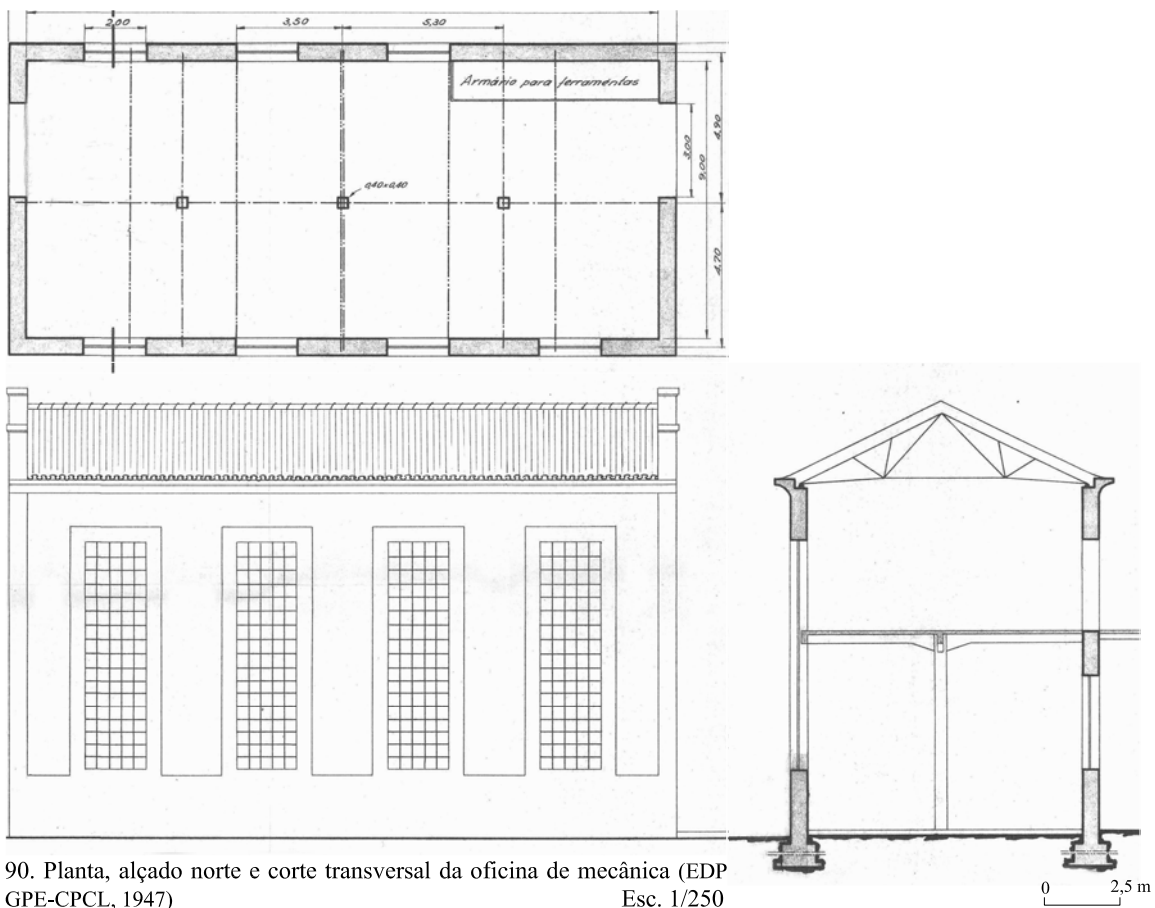 2,00
3,50
5,30
Armário para ferramentas
0,40x0,40
3,00
9,00
4,90
4,70
90. Planta, alçado norte e corte transversal da oficina de mecânica (EDP
GPE-CPCL, 1947)
Esc. 1/250
0
2,5 m